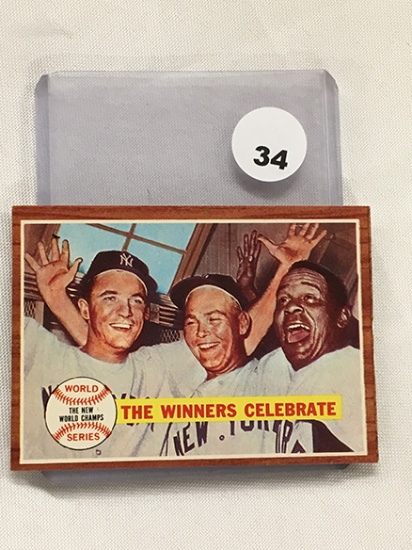 34
NY
WORLD
THE NEW
WORLD CHAMPS
SERIES
THE WINNERS CELEBRATE
NEW YORK